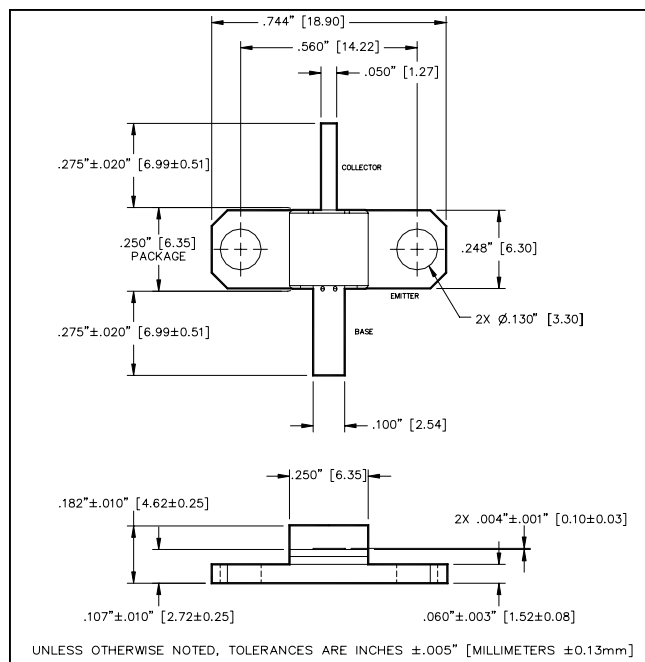 .744” [18.90]
.560” [14.22]
.050” [1.27]
.275”±.020” [6.99±0.51]
COLLECTOR
.250” [6.35]
PACKAGE
.248” [6.30]
EMITTER
2X Ø.130” [3.30]
.275”±.020” [6.99±0.51]
BASE
.100” [2.54]
.250” [6.35]
.182”±.010” [4.62±0.25]
2X .004”±.001” [0.10±0.03]
.107”±.010” [2.72±0.25]
.060”±.003” [1.52±0.08]
UNLESS OTHERWISE NOTED, TOLERANCES ARE INCHES ±.005” [MILLIMETERS ±0.13mm]